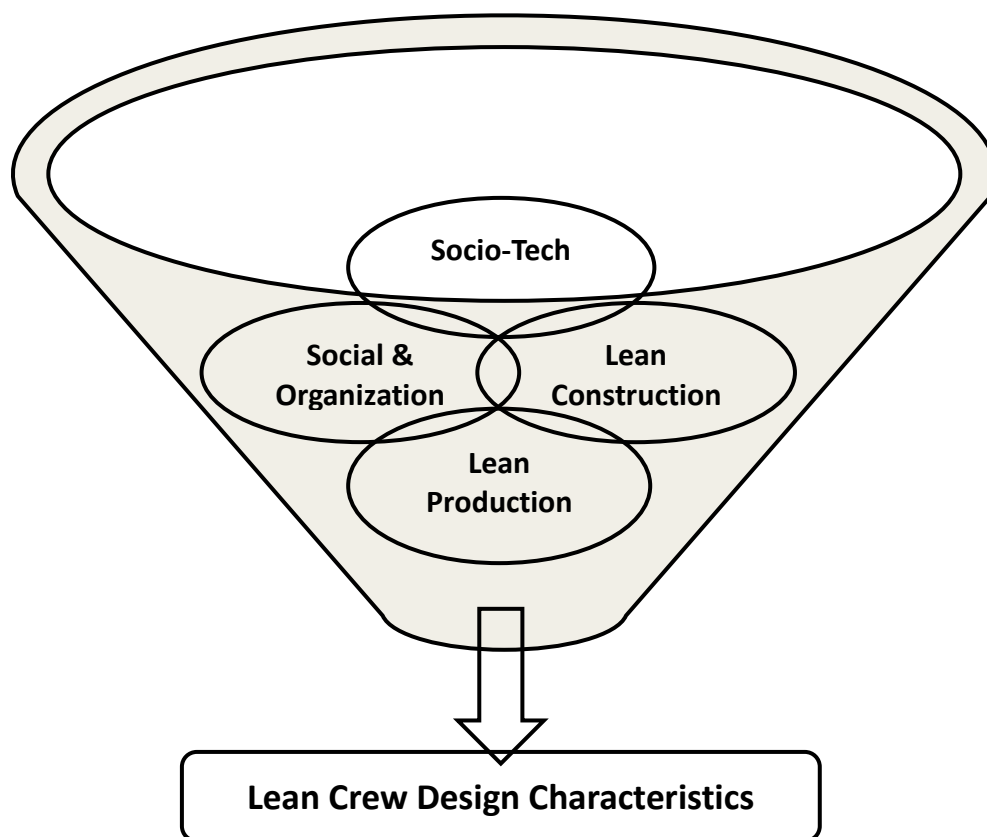 Socio-Tech
Social &
Organization
Lean
Construction
Lean
Production
Lean Crew Design Characteristics